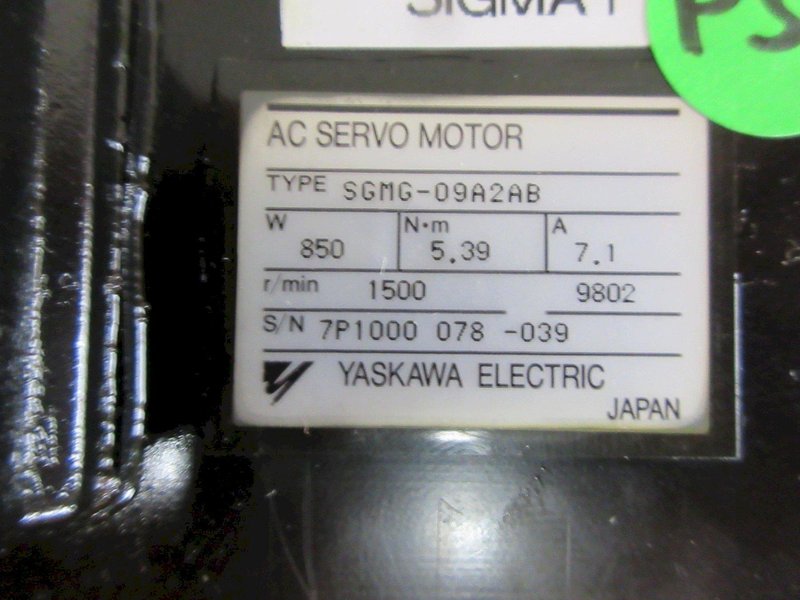 SIGMA I
PS
AC SERVO MOTOR
TYPE SGMG-09A2AB
W 850 N·m 5.39 A 7.1
r/min 1500 9802
S/N 7P1000 078 -039
YASKAWA ELECTRIC
JAPAN